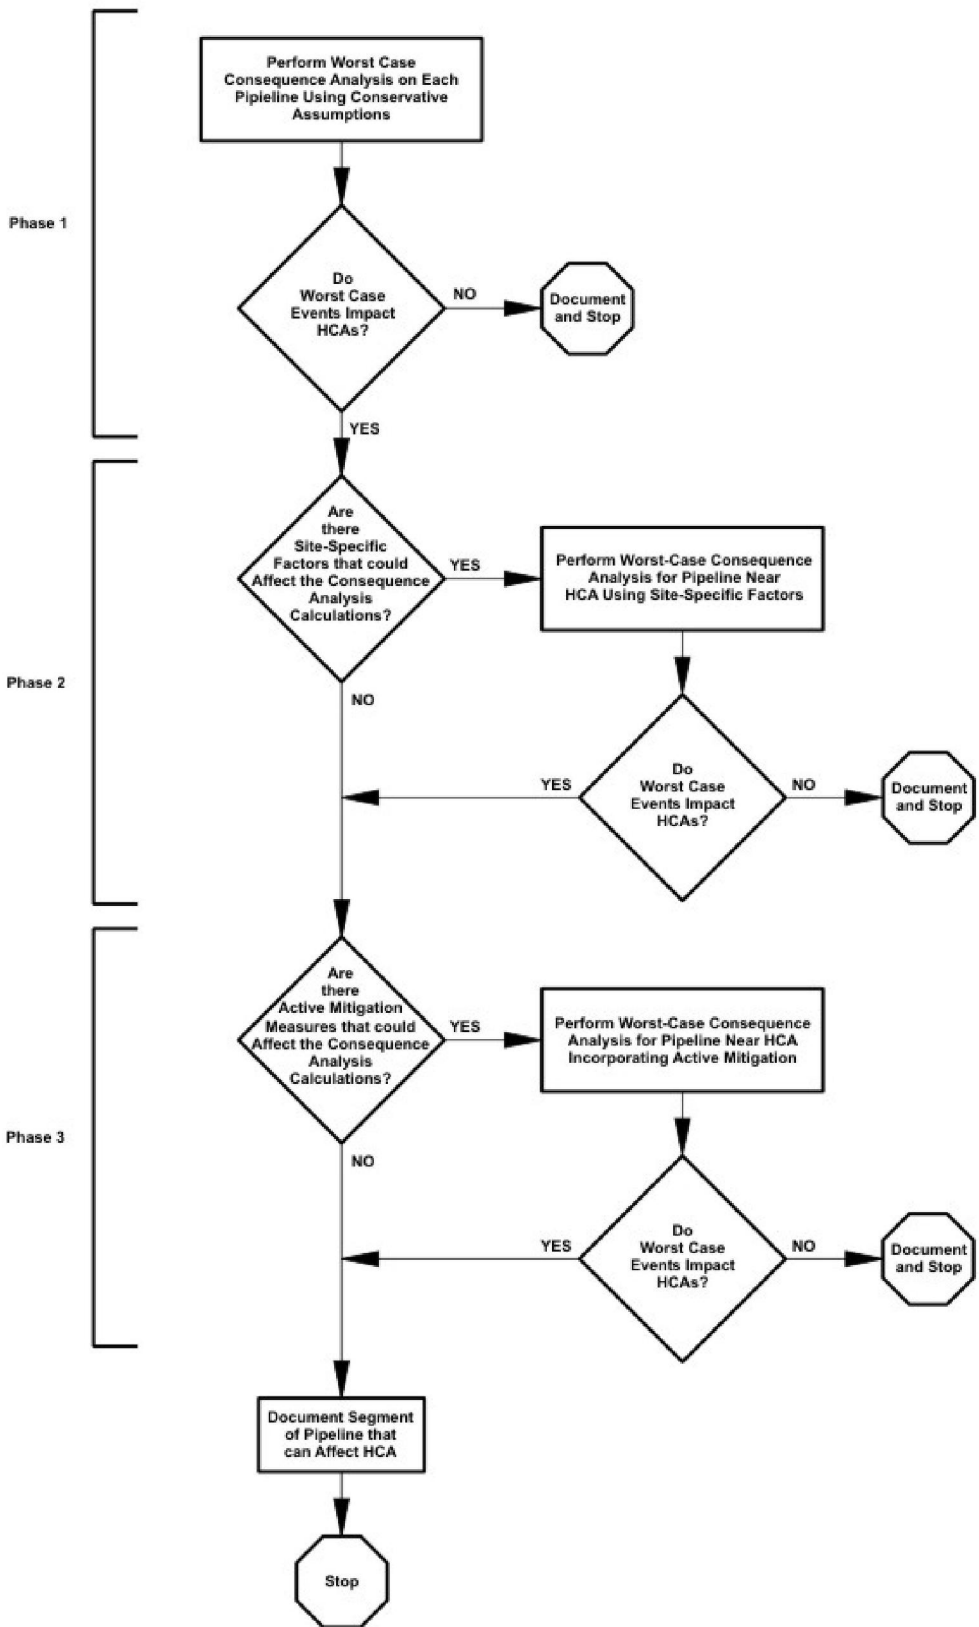 Perform Worst Case
Consequence Analysis on Each
Pipieline Using Conservative
Assumptions
Phase 1
Do
Worst Case
Events Impact
HCAs?
NO
Document
and Stop
YES
Are
there
Site-Specific
Factors that could
Affect the Consequence
Analysis
Calculations?
YES
Perform Worst-Case Consequence
Analysis for Pipeline Near
HCA Using Site-Specific Factors
Phase 2
NO
YES
Do
Worst Case
Events Impact
HCAs?
NO
Document
and Stop
Are
there
Active Mitigation
Measures that could
Affect the Consequence
Analysis
Calculations?
YES
Perform Worst-Case Consequence
Analysis for Pipeline Near HCA
Incorporating Active Mitigation
Phase 3
NO
YES
Do
Worst Case
Events Impact
HCAs?
NO
Document
and Stop
Document Segment
of Pipeline that
can Affect HCA
Stop